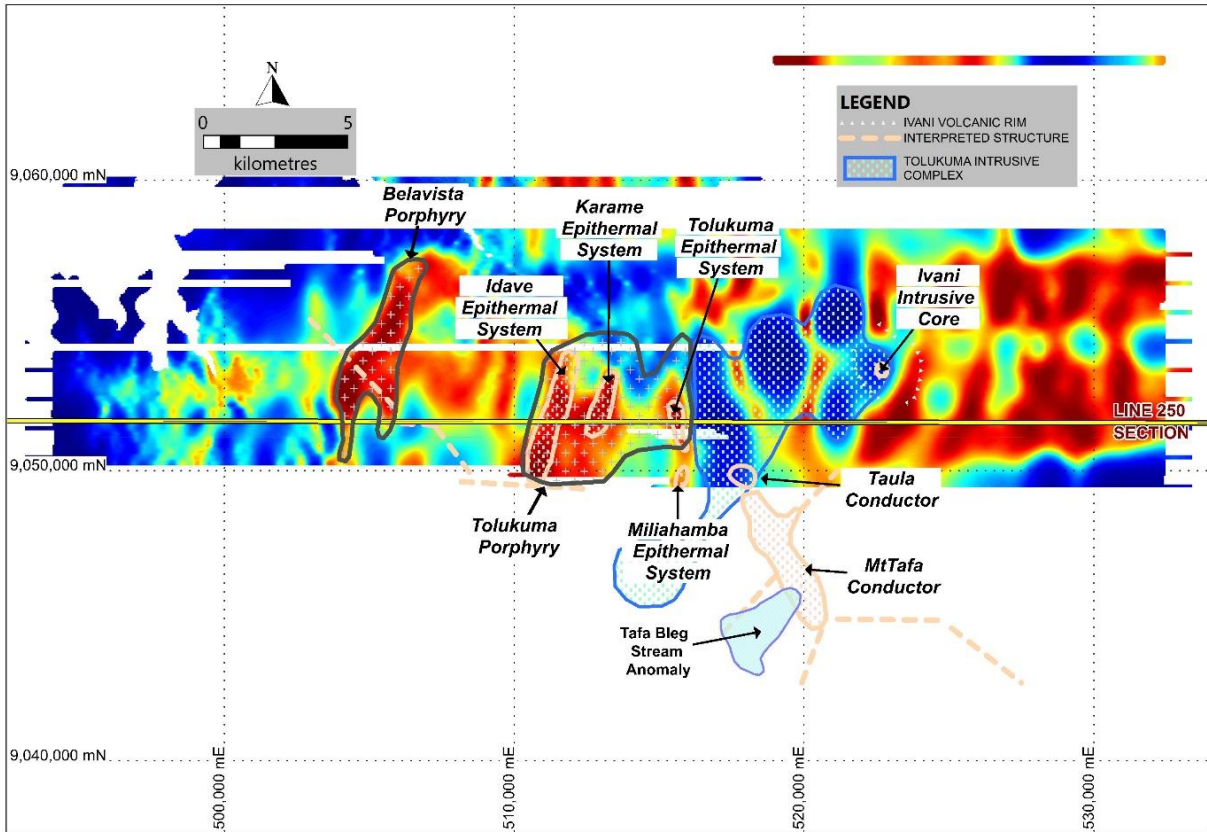 N
0 5
kilometres
LEGEND
IVANI VOLCANIC RIM
INTERPRETED STRUCTURE
TOLUKUMA INTRUSIVE
COMPLEX
9,060,000 mN
Belavista
Porphyry
Karame
Epithermal
System
Tolukuma
Epithermal
System
Idave
Epithermal
System
Ivani
Intrusive
Core
LINE 250
SECTION
9,050,000 mN
Tolukuma
Porphyry
Miliahamba
Epithermal
System
Taula
Conductor
MtTafa
Conductor
Tafa Bleg
Stream
Anomaly
9,040,000 mN
500,000 mE
510,000 mE
520,000 mE
530,000 mE